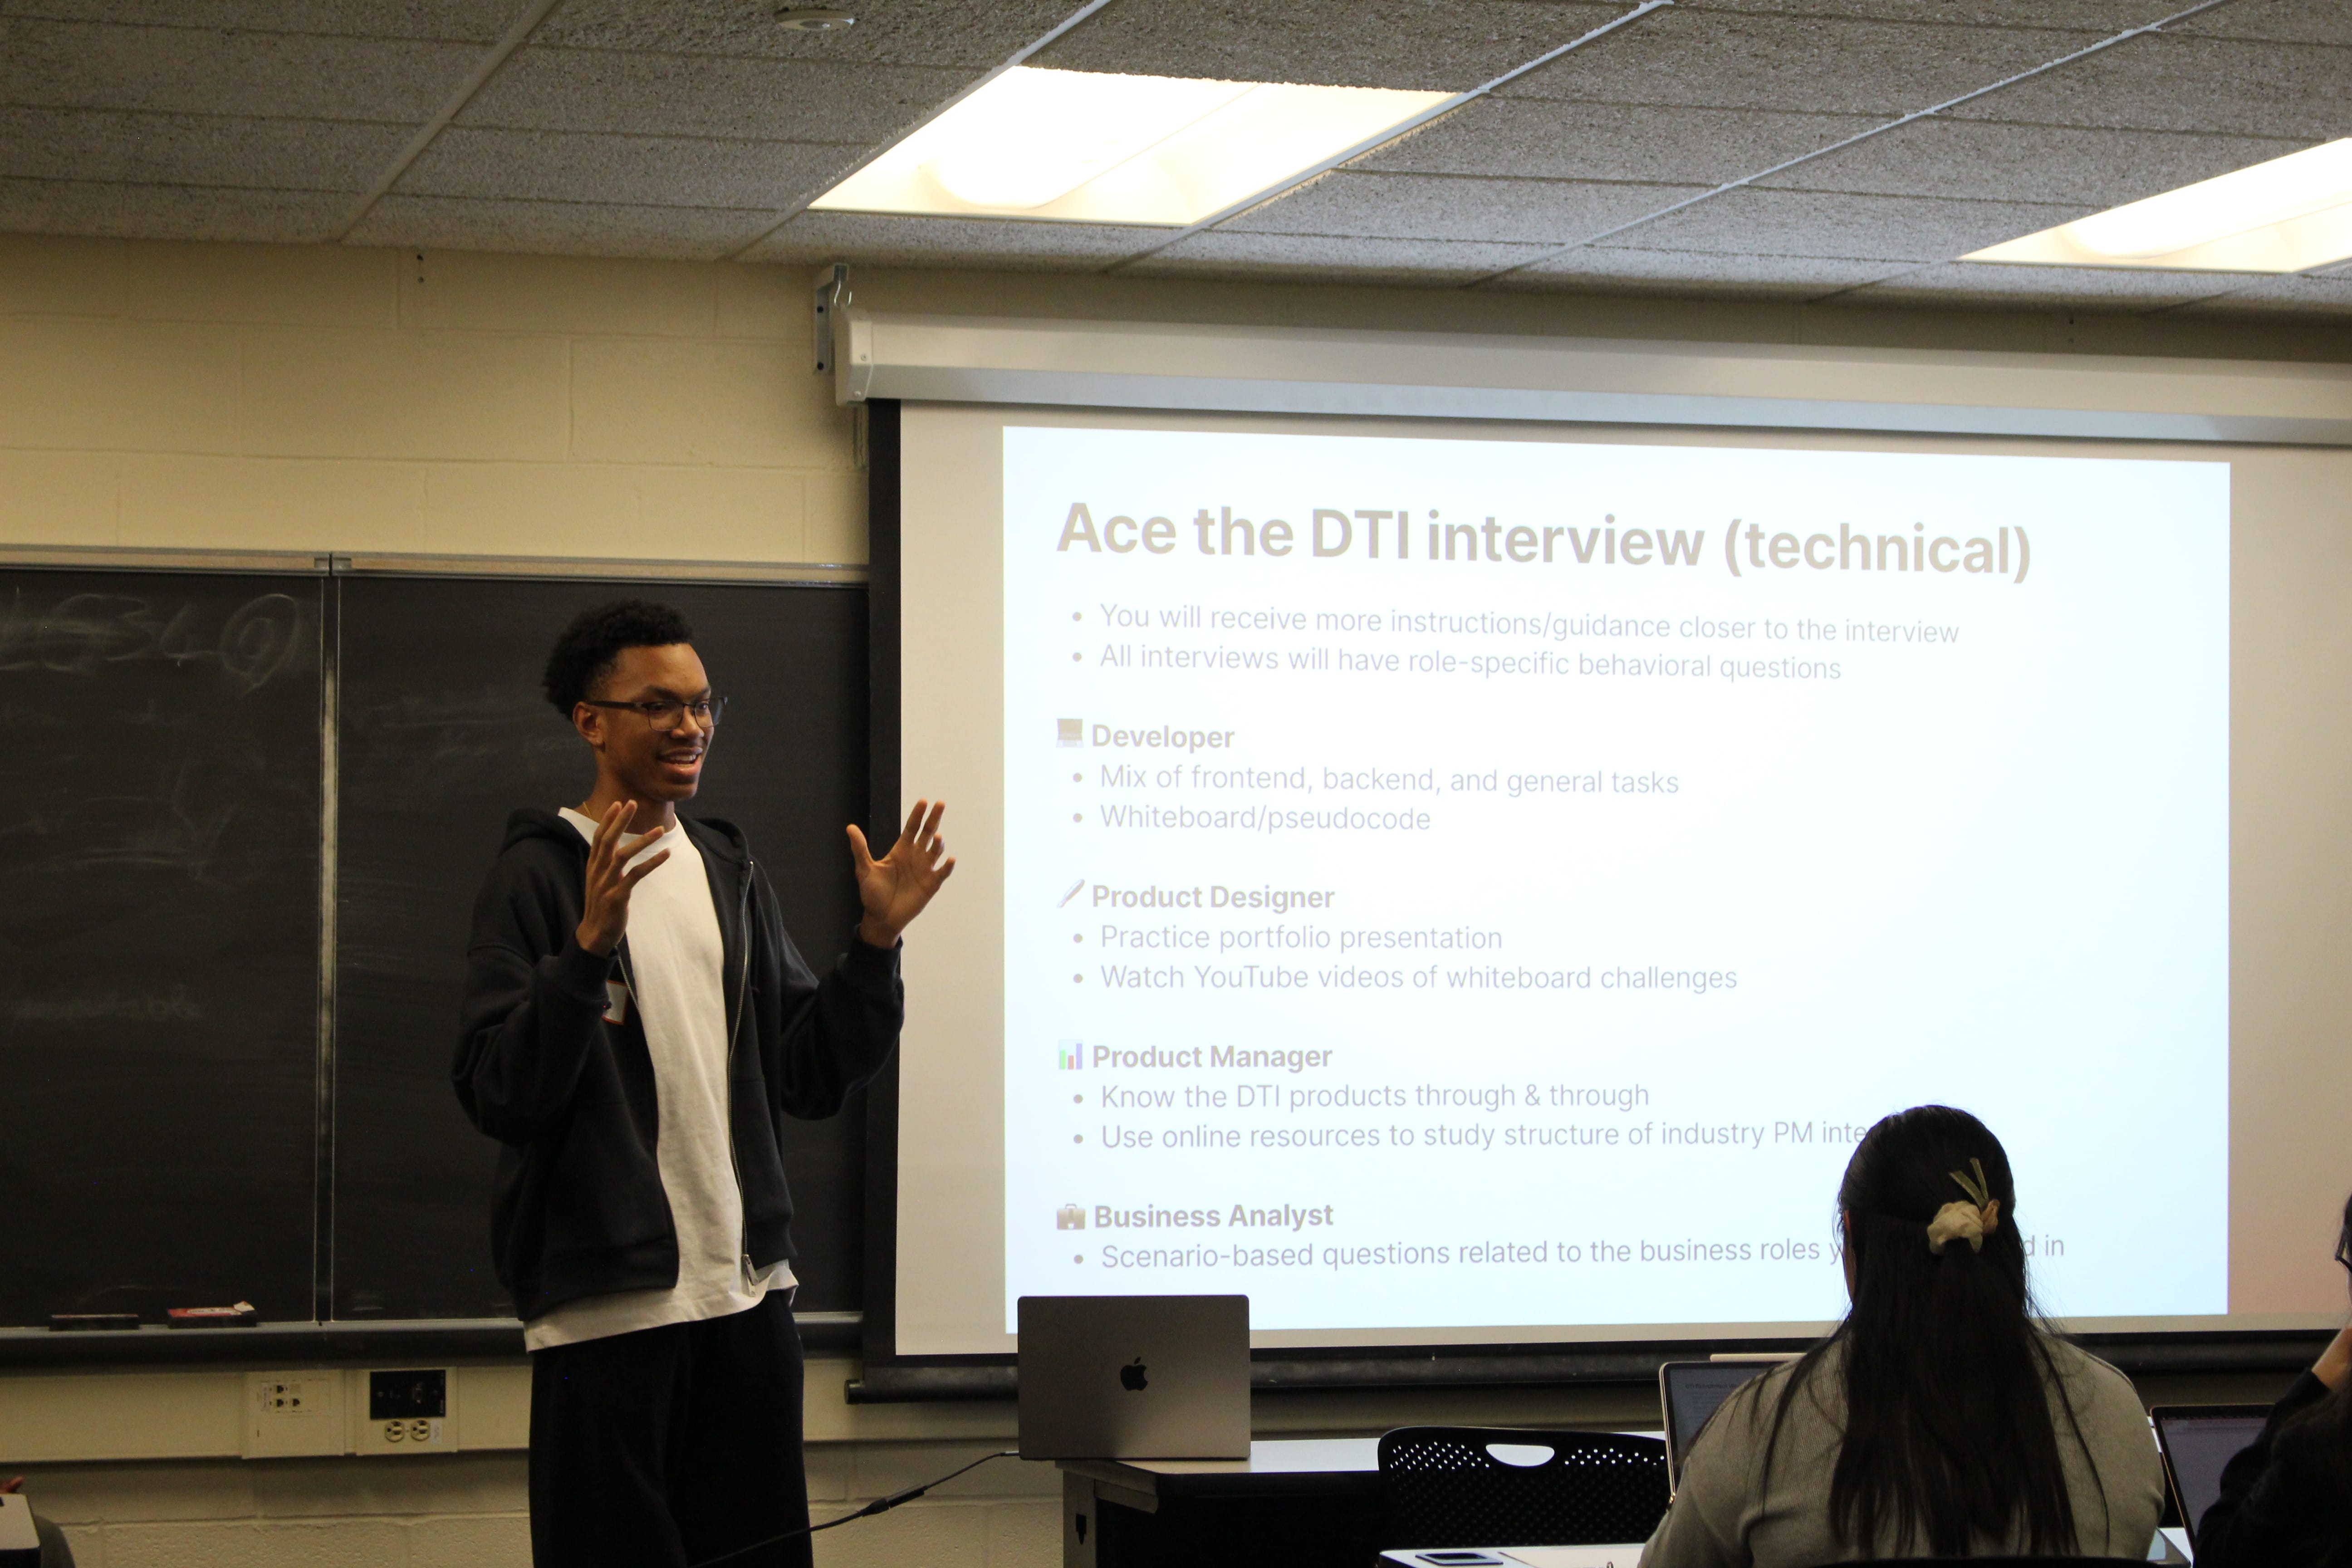 Ace the DTI interview (technical)
• You will receive more instructions/guidance closer to the interview
• All interviews will have role-specific behavioral questions
Developer
• Mix of frontend, backend, and general tasks
• Whiteboard/pseudocode
Product Designer
• Practice portfolio presentation
• Watch YouTube videos of whiteboard challenges
Product Manager
• Know the DTI products through & through
• Use online resources to study structure of industry PM
Business Analyst
• Scenario-based questions related to the business roles in